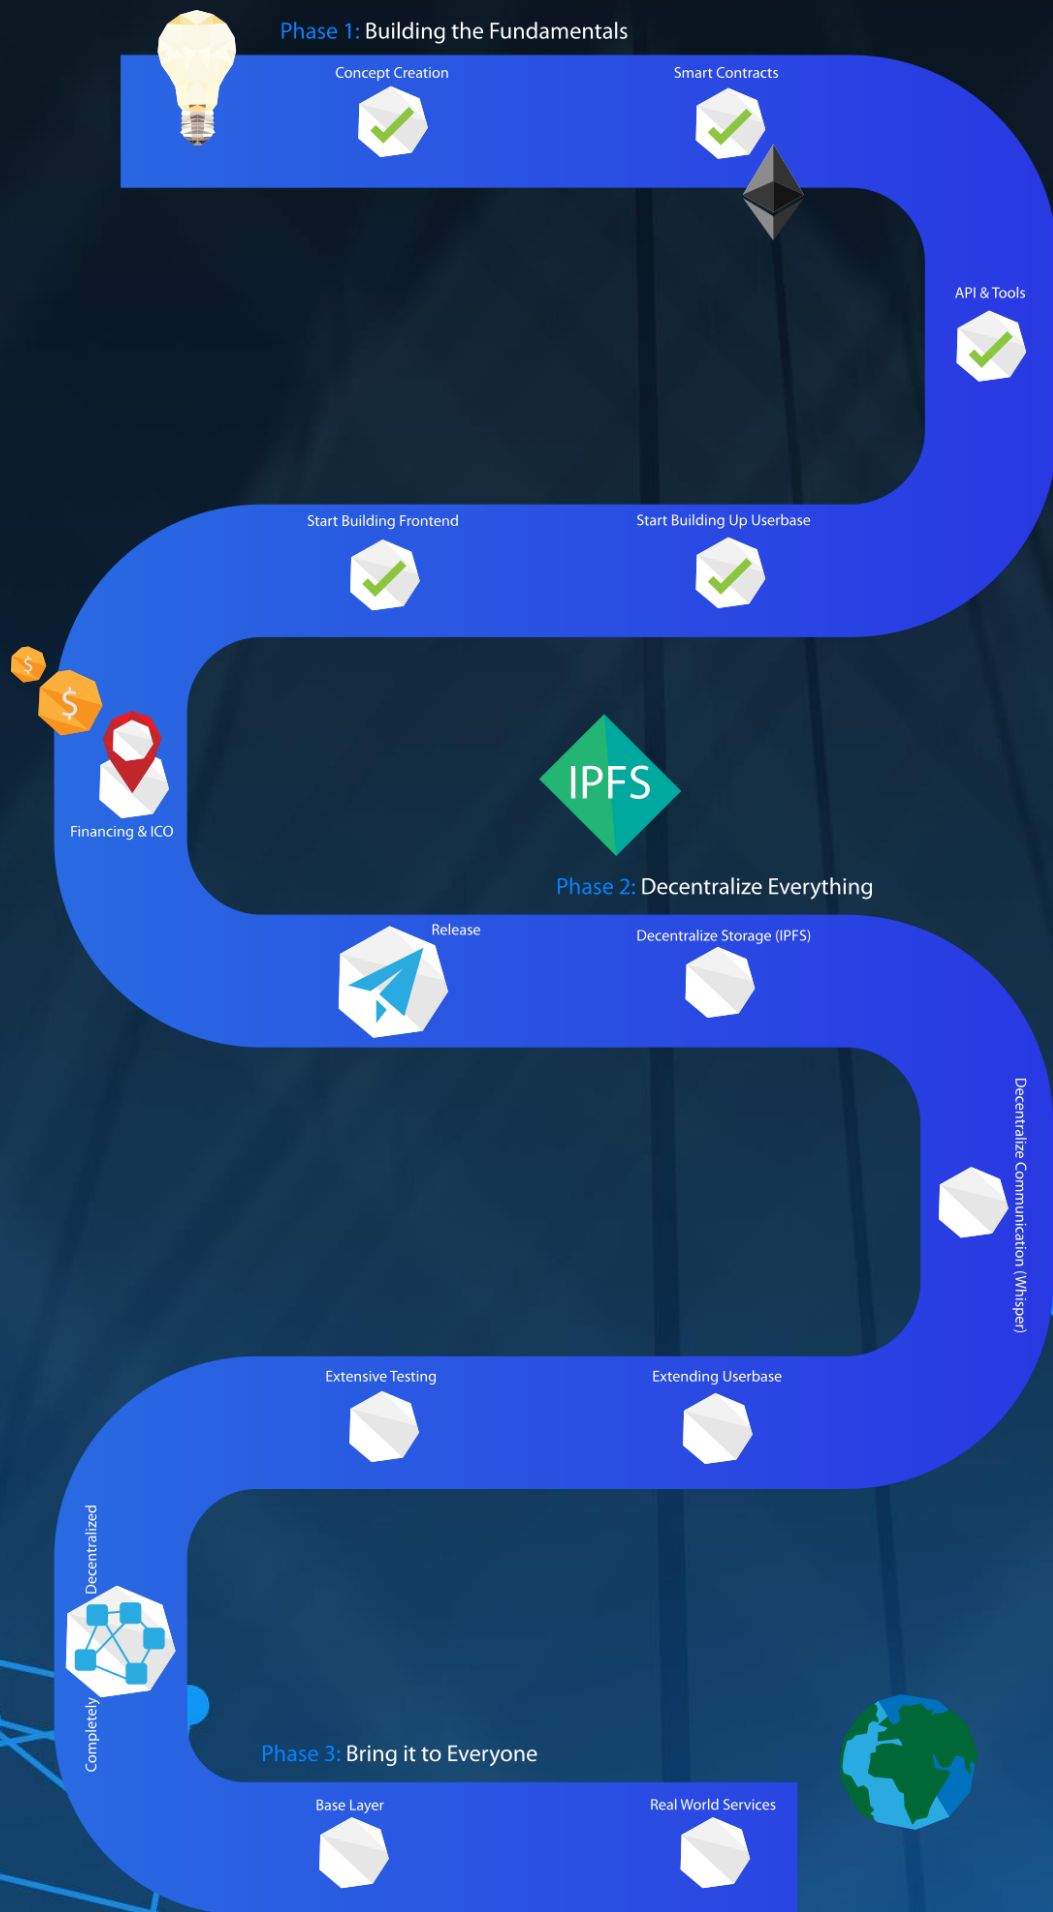 Phase 1: Building the Fundamentals
Concept Creation
Smart Contracts
API & Tools
Start Building Up Userbase
Start Building Frontend
$
$
Financing & ICO
IPFS
Phase 2: Decentralize Everything
Release
Decentralize Storage (IPFS)
Decentralize Communication (Whisper)
Extending Userbase
Extensive Testing
Completely Decentralized
Phase 3: Bring it to Everyone
Base Layer
Real World Services